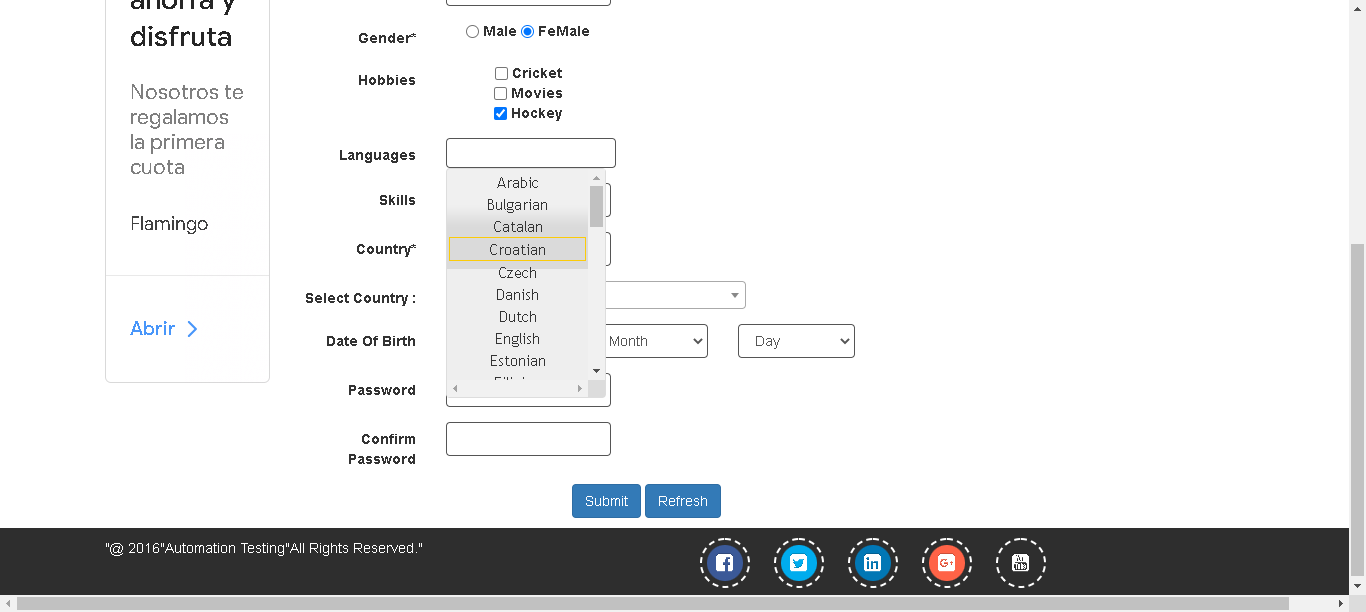 ahorra y
disfruta
Nosotros te
regalamos
la primera
cuota
Flamingo
Abrir
Gender*
Male FeMale
Hobbies
Cricket
Movies
Hockey
Languages
Arabic
Bulgarian
Catalan
Croatian
Czech
Danish
Dutch
English
Estonian
Skills
Country*
Select Country :
Date Of Birth
Month
Day
Password
Confirm
Password
Submit
Refresh
"@ 2016"Automation Testing"All Rights Reserved."